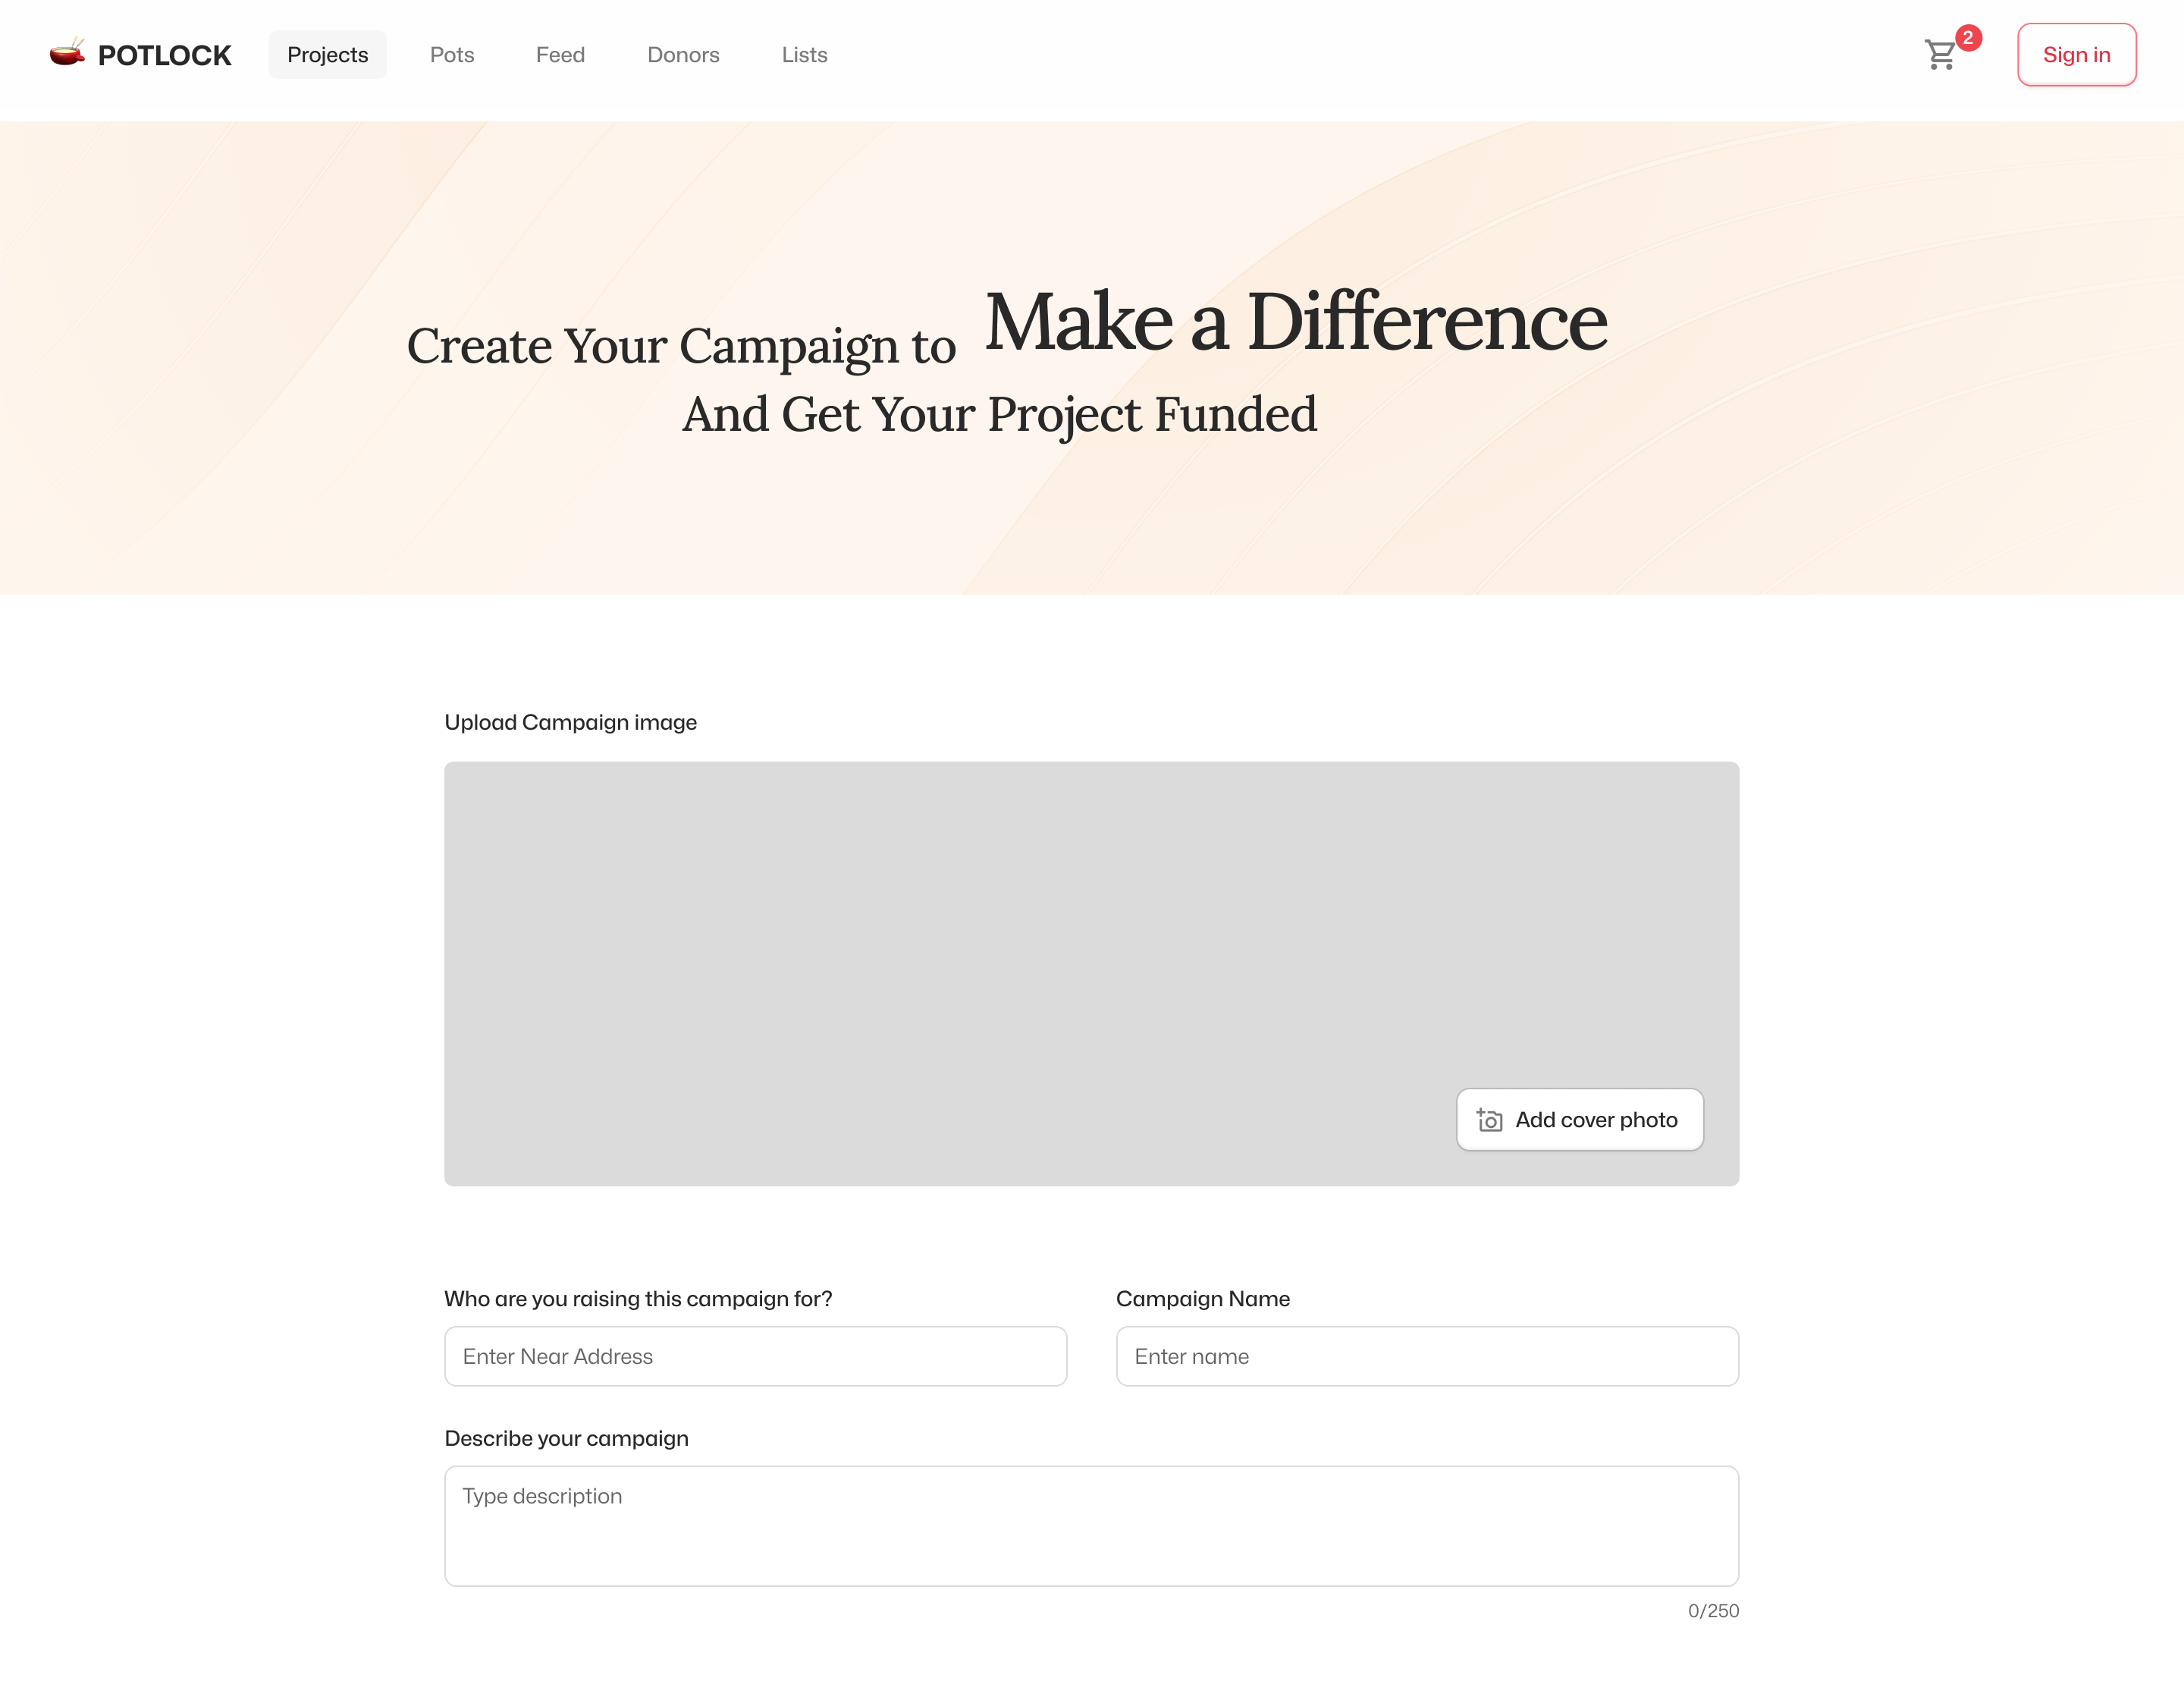 POTLOCK Projects Pots Feed Donors Lists 2 Sign in
Create Your Campaign to Make a Difference
And Get Your Project Funded
Upload Campaign image
Add cover photo
Who are you raising this campaign for? Campaign Name
Enter Near Address Enter name
Describe your campaign
Type description
0/250